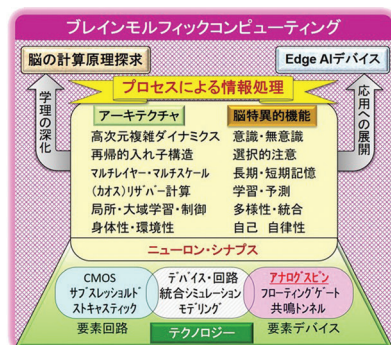 ブレインモルフィックコンピューティング
脳の計算原理探求
Edge AIデバイス
プロセスによる情報処理
学理の深化
応用への展開
アーキテクチャ
高次元複雑ダイナミクス
再帰的入れ子構造
マルチレイヤー・マルチスケール
(カオス)リザバー計算
局所・大域学習・制御
身体性・環境性
脳特異的機能
意識・無意識
選択的注意
長期・短期記憶
学習・予測
多様性・統合
自己 自律性
ニューロン・シナプス
CMOS
サブスレッショルド
ストキャスティック
要素回路
デバイス・回路
統合シミュレーション
モデリング
アナログスピン
フローティングゲート
共鳴トンネル
要素デバイス
テクノロジー